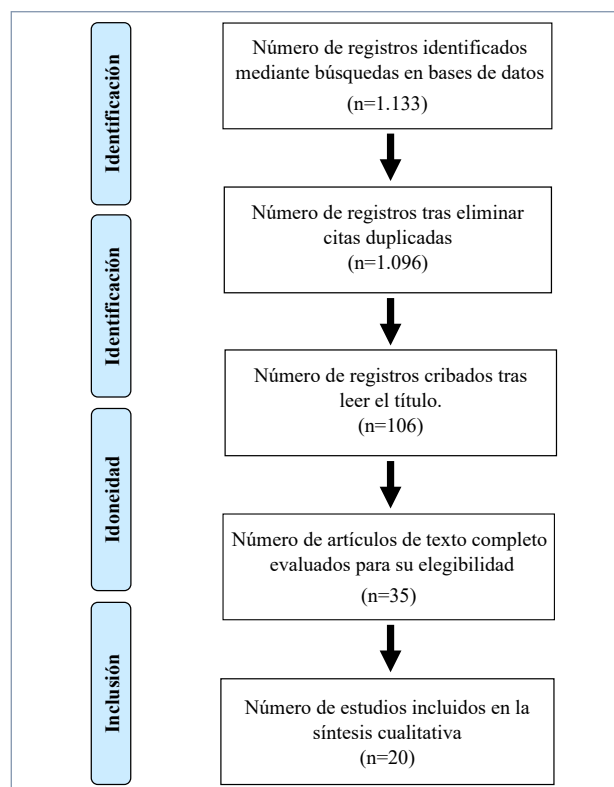 Identificación
Número de registros identificados
mediante búsquedas en bases de datos
(n=1.133)
Identificación
Número de registros tras eliminar
citas duplicadas
(n=1.096)
Número de registros cribados tras
leer el título.
(n=106)
Idoneidad
Número de artículos de texto completo
evaluados para su elegibilidad
(n=35)
Inclusión
Número de estudios incluidos en la
síntesis cualitativa
(n=20)